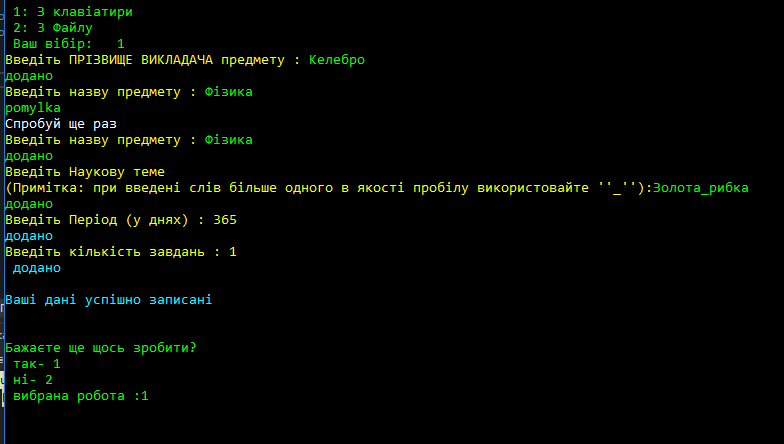 1: З клавіатири
2: З Файлу
Ваш вібір: 1
Введіть ПРІЗВИЩЕ ВИКЛАДАЧА предмету : Келебро
додано
Введіть назву предмету : Фізика
pomylka
Спробуй ще раз
Введіть назву предмету : Фізика
додано
Введіть Наукову теме
(Примітка: при введені слів більше одного в якості пробілу використовайте ''_''):Золота_рибка
додано
Введіть Період (у днях) : 365
додано
Введіть кількість завдань : 1
додано
Ваші дані успішно записані
Бажаєте ще щось зробити?
так- 1
ні- 2
вибрана робота :1